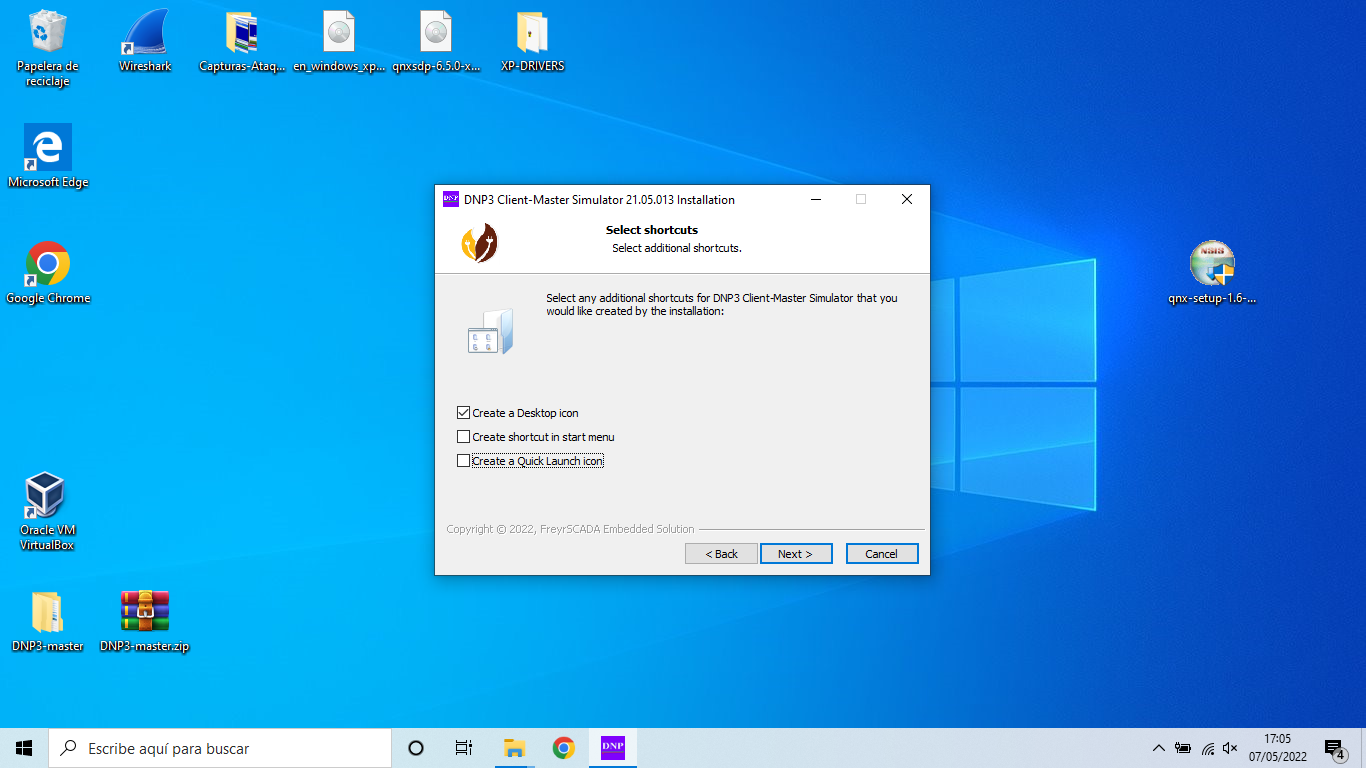 Papelera de
reciclaje
Wireshark
Capturas-Ataq...
en_windows_xp...
qnxsdp-6.5.0-x...
XP-DRIVERS
Microsoft Edge
Google Chrome
NSIS
qnx-setup-1.6-...
Oracle VM
VirtualBox
DNP3-master
DNP3-master.zip
DNP DNP3 Client-Master Simulator 21.05.013 Installation
Select shortcuts
Select additional shortcuts.
Select any additional shortcuts for DNP3 Client-Master Simulator that you
would like created by the installation:
Create a Desktop icon
Create shortcut in start menu
Create a Quick Launch icon
Copyright © 2022, FreyrSCADA Embedded Solution
< Back
Next >
Cancel
Escribe aquí para buscar
DNP
17:05
07/05/2022
4